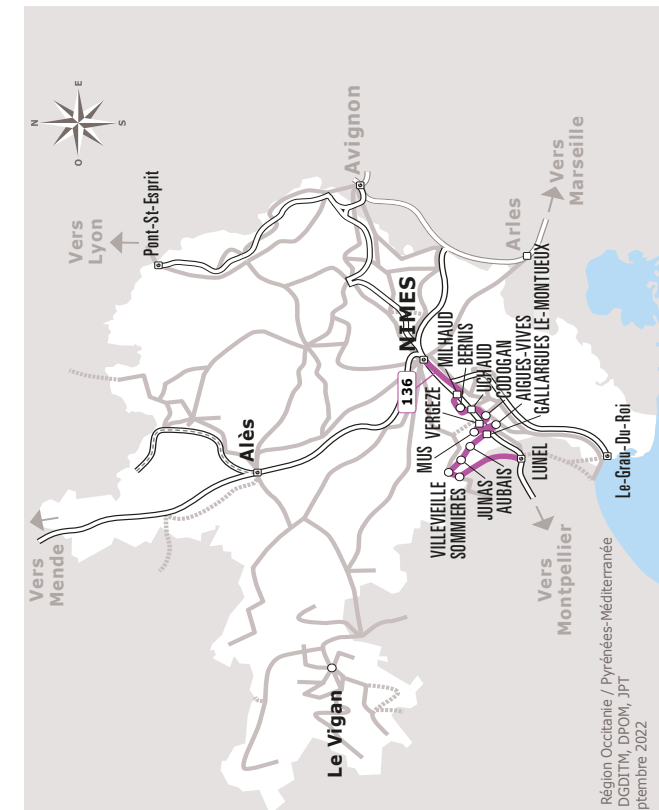 N
E
S
O
Vers
Lyon
Pont-St-Esprit
Avignon
Vers
Marseille
Arles
Vers
Mende
Alès
NÎMES
136
MILHAUD
BERNIS
UCHAUD
CODOGAN
AIGUES-VIVES
GALLARGUES LE-MONTUEUX
VERGEZE
MUS
VILLEVIEILLE
SOMMIERES
JUNAS
AUBAIS
LUNEL
Le-Grau-Du-Roi
Vers
Montpellier
Le Vigan
Région Occitanie / Pyrénées-Méditerranée
DGDITM, DPOM, JPT
ptembre 2022